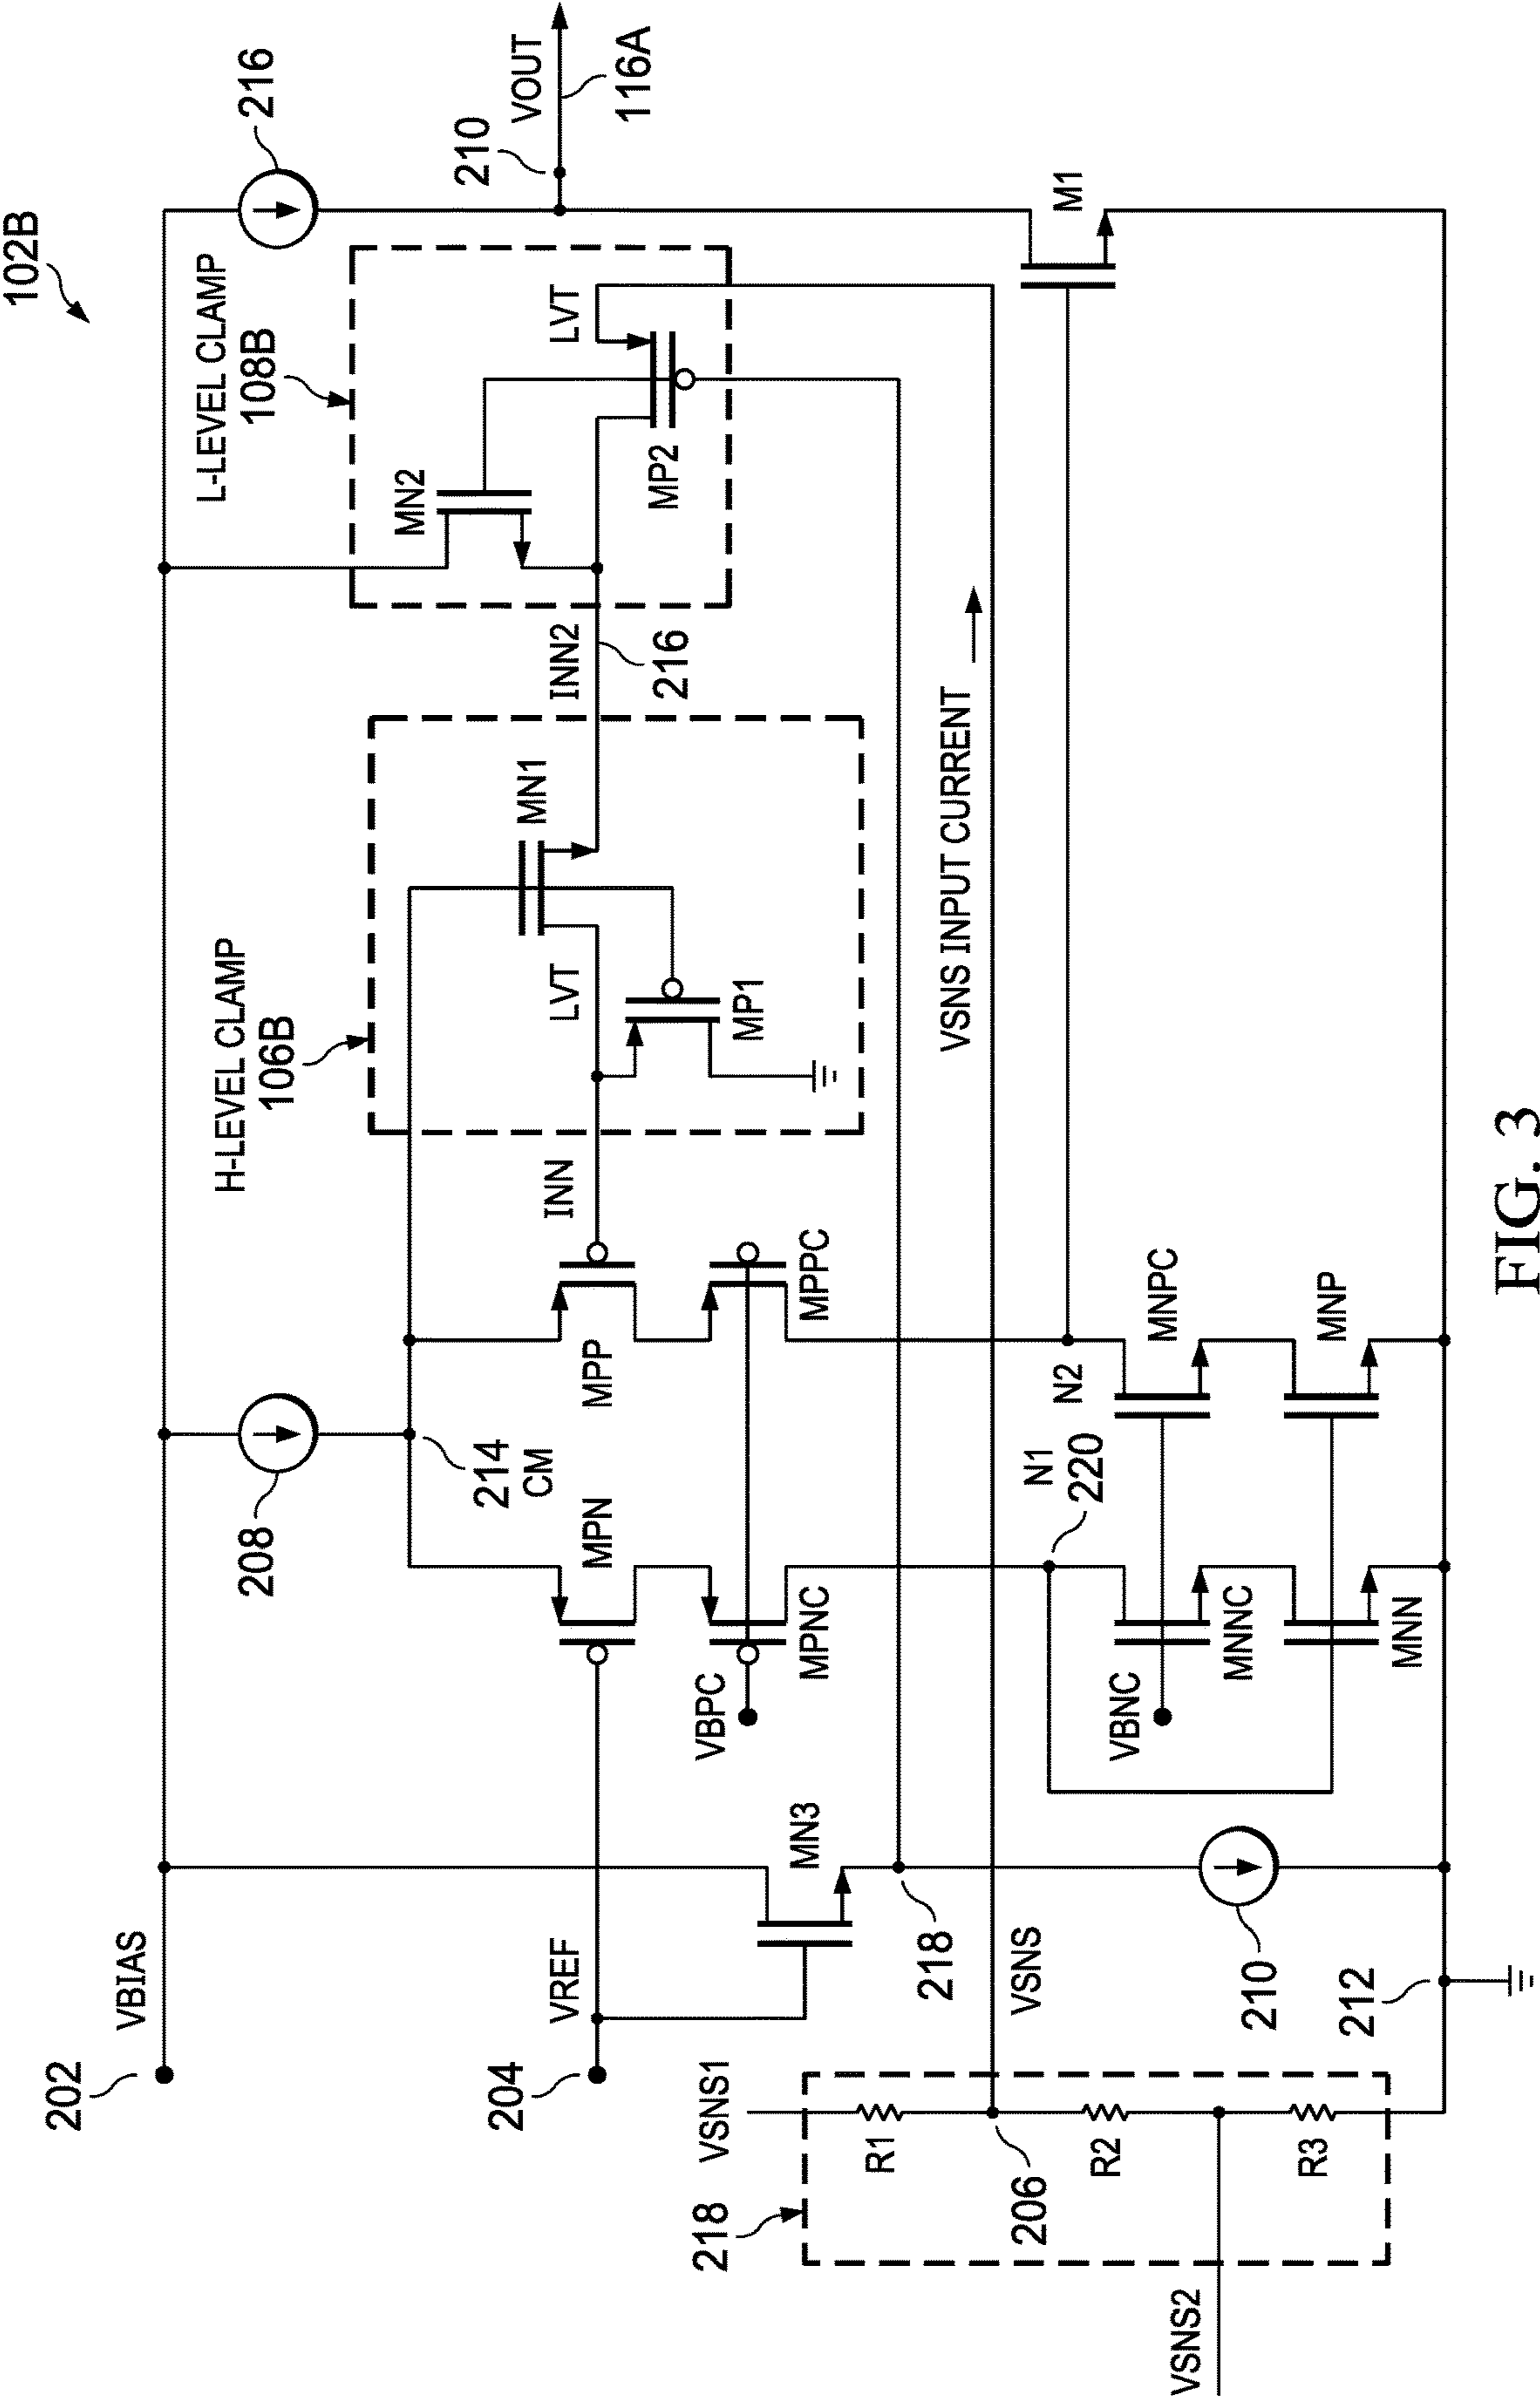 102B
202
VBIAS
216
L-LEVEL CLAMP
108B
H-LEVEL CLAMP
106B
208
210
VOUT
116A
MN2
LVT
MP2
INN2
216
MN1
LVT
MP1
INN
MPP
MPPC
214
CM
MPN
VBPC
MPNC
204
VREF
MN3
218
VSNS INPUT CURRENT
M1
N2
MNPC
MNP
N1
220
VBNC
MNNC
MNN
VSNS
210
212
VSNS1
R1
206
R2
R3
218
VSNS2
FIG. 3